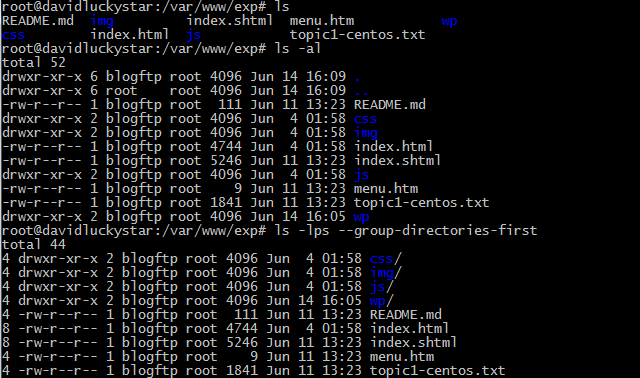 root@davidluckystar:/var/www/exp# ls
README.md  img         index.shtml  menu.htm           wp
css        index.html  js           topic1-centos.txt
root@davidluckystar:/var/www/exp# ls -al
total 52
drwxr-xr-x 6 blogftp root 4096 Jun 14 16:09 .
drwxr-xr-x 6 root    root 4096 Jun 14 16:09 ..
-rw-r--r-- 1 blogftp root  111 Jun 11 13:23 README.md
drwxr-xr-x 2 blogftp root 4096 Jun  4 01:58 css
drwxr-xr-x 2 blogftp root 4096 Jun  4 01:58 img
-rw-r--r-- 1 blogftp root 4744 Jun  4 01:58 index.html
-rw-r--r-- 1 blogftp root 5246 Jun 11 13:23 index.shtml
drwxr-xr-x 2 blogftp root 4096 Jun  4 01:58 js
-rw-r--r-- 1 blogftp root    9 Jun 11 13:23 menu.htm
-rw-r--r-- 1 blogftp root 1841 Jun 11 13:23 topic1-centos.txt
drwxr-xr-x 2 blogftp root 4096 Jun 14 16:05 wp
root@davidluckystar:/var/www/exp# ls -lps --group-directories-first
total 44
4 drwxr-xr-x 2 blogftp root 4096 Jun  4 01:58 css/
4 drwxr-xr-x 2 blogftp root 4096 Jun  4 01:58 img/
4 drwxr-xr-x 2 blogftp root 4096 Jun  4 01:58 js/
4 drwxr-xr-x 2 blogftp root 4096 Jun 14 16:05 wp/
4 -rw-r--r-- 1 blogftp root  111 Jun 11 13:23 README.md
8 -rw-r--r-- 1 blogftp root 4744 Jun  4 01:58 index.html
8 -rw-r--r-- 1 blogftp root 5246 Jun 11 13:23 index.shtml
4 -rw-r--r-- 1 blogftp root    9 Jun 11 13:23 menu.htm
4 -rw-r--r-- 1 blogftp root 1841 Jun 11 13:23 topic1-centos.txt